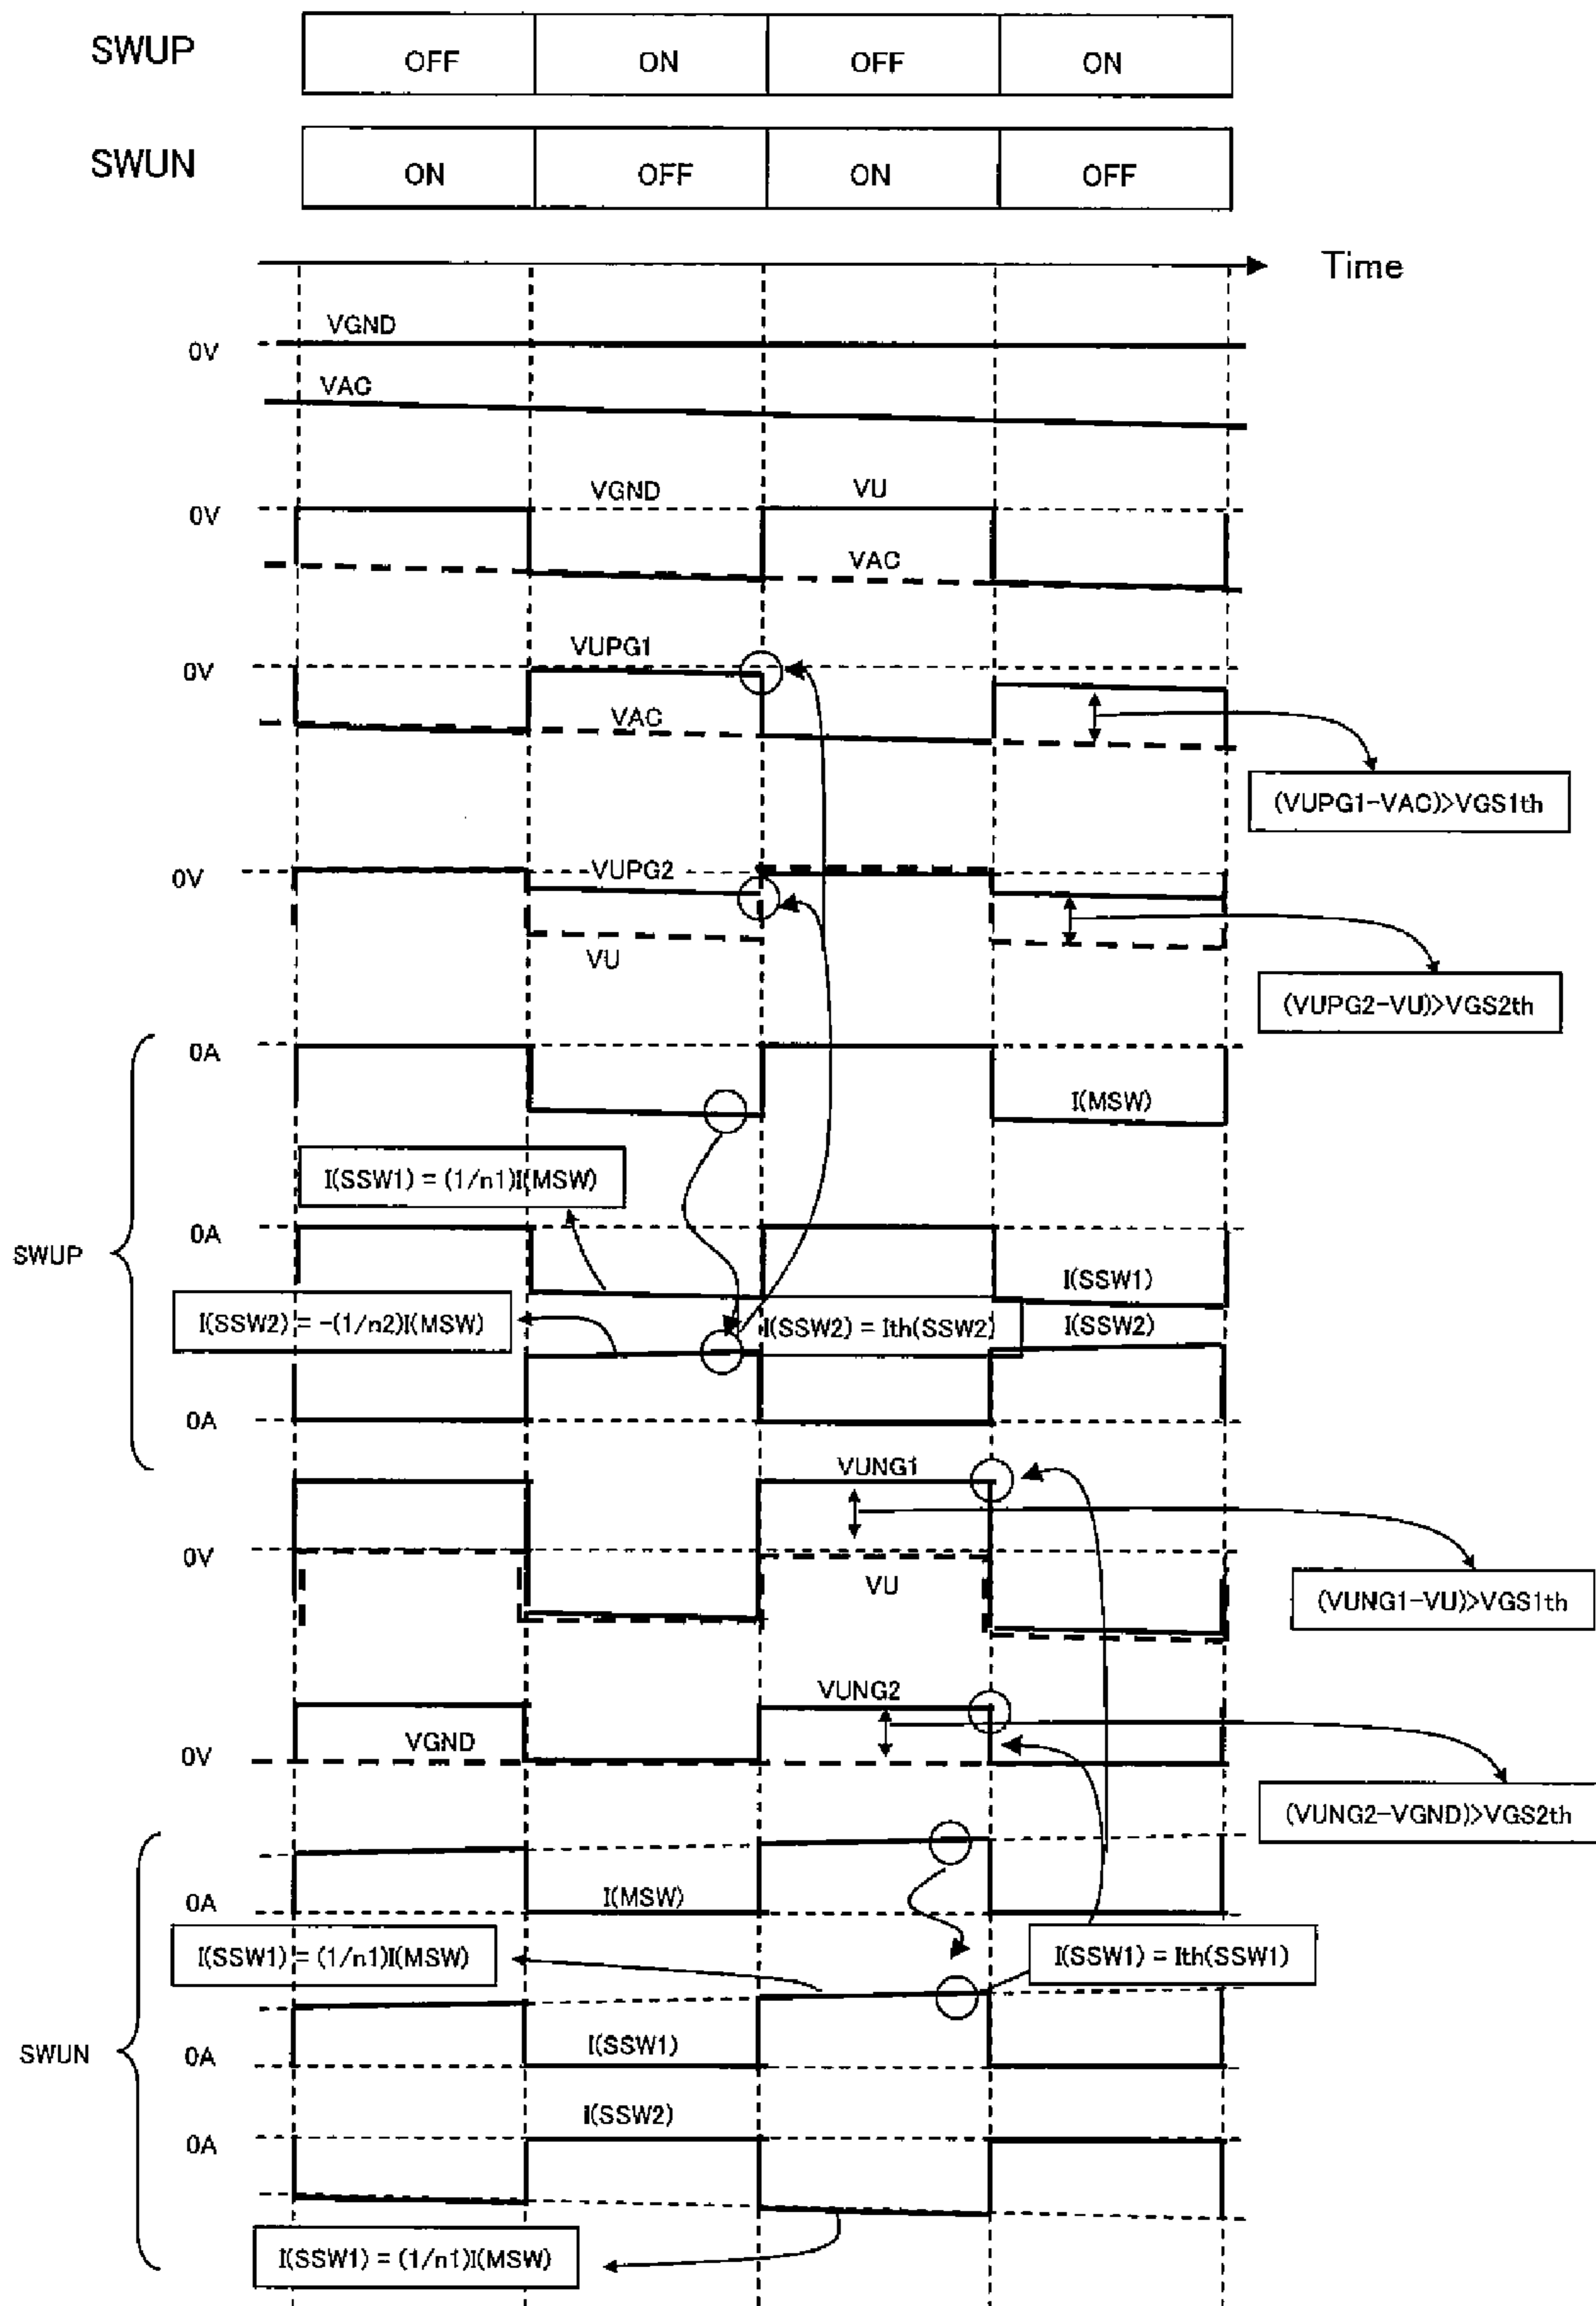 SWUP OFF ON OFF ON
SWUN ON OFF ON OFF
Time
VGND
0V
VAC
VGND VU
0V
VAC
VUPG1
0V
VAC
(VUPG1-VAC)>VGS1th
VUPG2
0V
VU
(VUPG2-VU)>VGS2th
0A
I(MSW)
I(SSW1) = (1/n1)I(MSW)
0A
SWUP
I(SSW1)
I(SSW2) = -(1/n2)I(MSW)
I(SSW2) = Ith(SSW2)
I(SSW2)
0A
VUNG1
0V
VU
(VUNG1-VU)>VGS1th
VUNG2
VGND
0V
(VUNG2-VGND)>VGS2th
0A
I(MSW)
I(SSW1) = (1/n1)I(MSW)
I(SSW1) = Ith(SSW1)
SWUN
0A
I(SSW1)
I(SSW2)
0A
I(SSW1) = (1/n1)I(MSW)